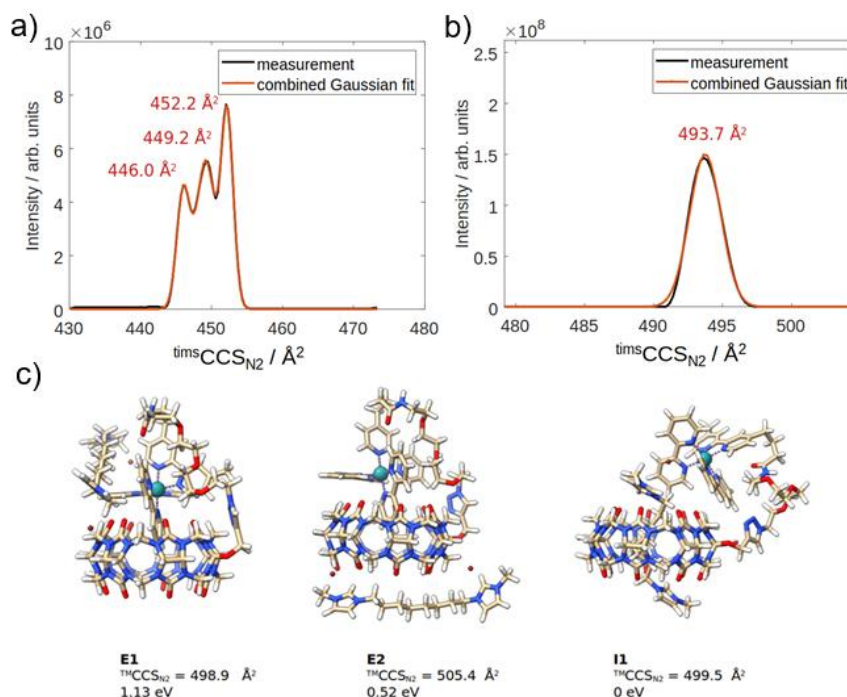 a)
×10⁶
10
8
6
4
2
0
Intensity / arb. units
measurement
combined Gaussian fit
452.2 Å²
449.2 Å²
446.0 Å²
430 440 450 460 470 480
timsCCSN2 / Å²
b)
×10⁸
2.5
2
1.5
1
0.5
0
Intensity / arb. units
measurement
combined Gaussian fit
493.7 Å²
480 485 490 495 500
timsCCSN2 / Å²
c)
E1
TMCCSN2 = 498.9 Å²
1.13 eV
E2
TMCCSN2 = 505.4 Å²
0.52 eV
I1
TMCCSN2 = 499.5 Å²
0 eV